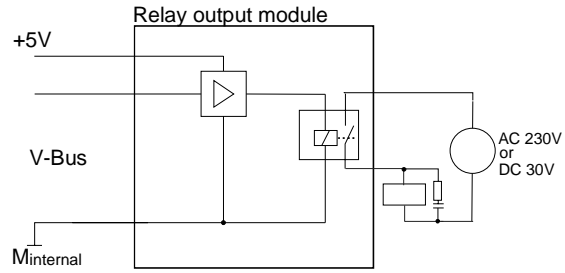 Relay output module
+5V
V-Bus
AC 230V
or
DC 30V
Minternal